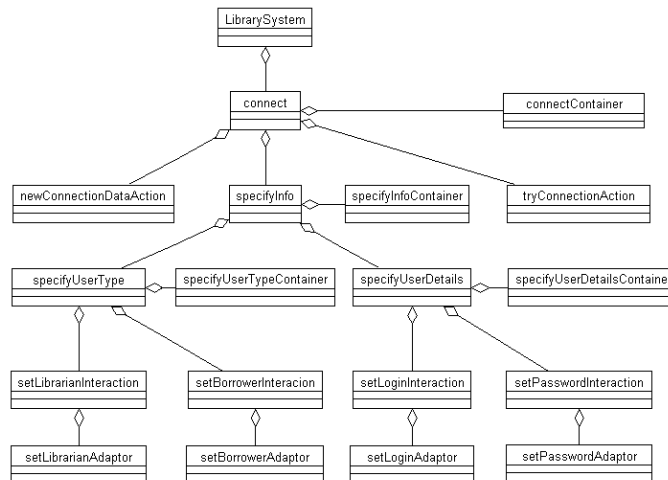 LibrarySystem
connect
connectContainer
newConnectionDataAction
specifyInfo
specifyInfoContainer
tryConnectionAction
specifyUserType
specifyUserTypeContainer
specifyUserDetails
specifyUserDetailsContaine
setLibrarianInteraction
setBorrowerInteracion
setLoginInteraction
setPasswordInteraction
setLibrarianAdaptor
setBorrowerAdaptor
setLoginAdaptor
setPasswordAdaptor